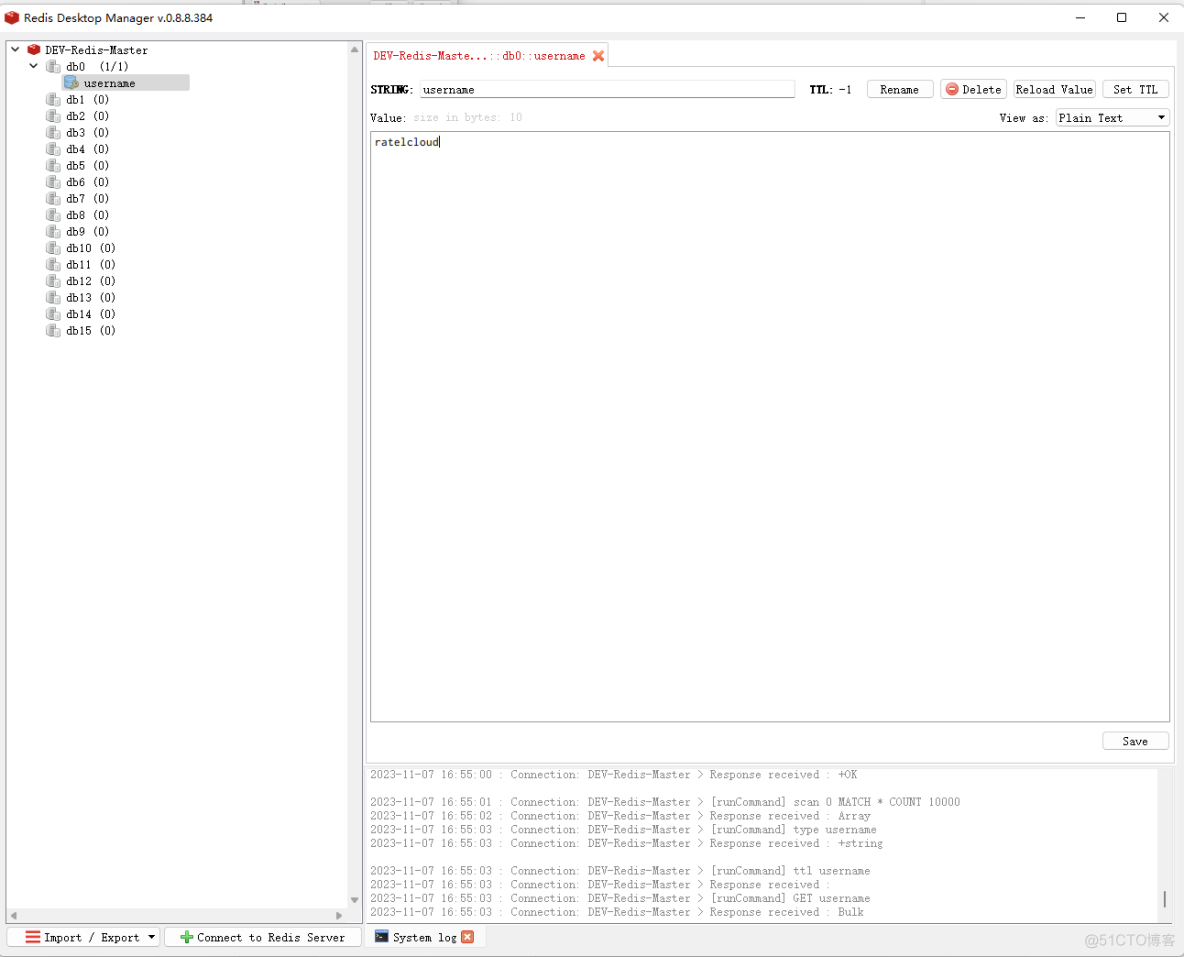 Redis Desktop Manager v.0.8.8.384
DEV-Redis-Master
db0 (1/1)
username
db1 (0)
db2 (0)
db3 (0)
db4 (0)
db5 (0)
db6 (0)
db7 (0)
db8 (0)
db9 (0)
db10 (0)
db11 (0)
db12 (0)
db13 (0)
db14 (0)
db15 (0)
Import / Export
Connect to Redis Server
DEV-Redis-Maste...::db0::username
STRING: username TTL: -1 Rename Delete Reload Value Set TTL
Value: size in bytes: 10 View as: Plain Text
ratelcloud
Save
2023-11-07 16:55:00 : Connection: DEV-Redis-Master > Response received : +OK
2023-11-07 16:55:01 : Connection: DEV-Redis-Master > [runCommand] scan 0 MATCH * COUNT 10000
2023-11-07 16:55:02 : Connection: DEV-Redis-Master > Response received : Array
2023-11-07 16:55:03 : Connection: DEV-Redis-Master > [runCommand] type username
2023-11-07 16:55:03 : Connection: DEV-Redis-Master > Response received : +string
2023-11-07 16:55:03 : Connection: DEV-Redis-Master > [runCommand] ttl username
2023-11-07 16:55:03 : Connection: DEV-Redis-Master > Response received :
2023-11-07 16:55:03 : Connection: DEV-Redis-Master > [runCommand] GET username
2023-11-07 16:55:03 : Connection: DEV-Redis-Master > Response received : Bulk
System log
@51CTO博客